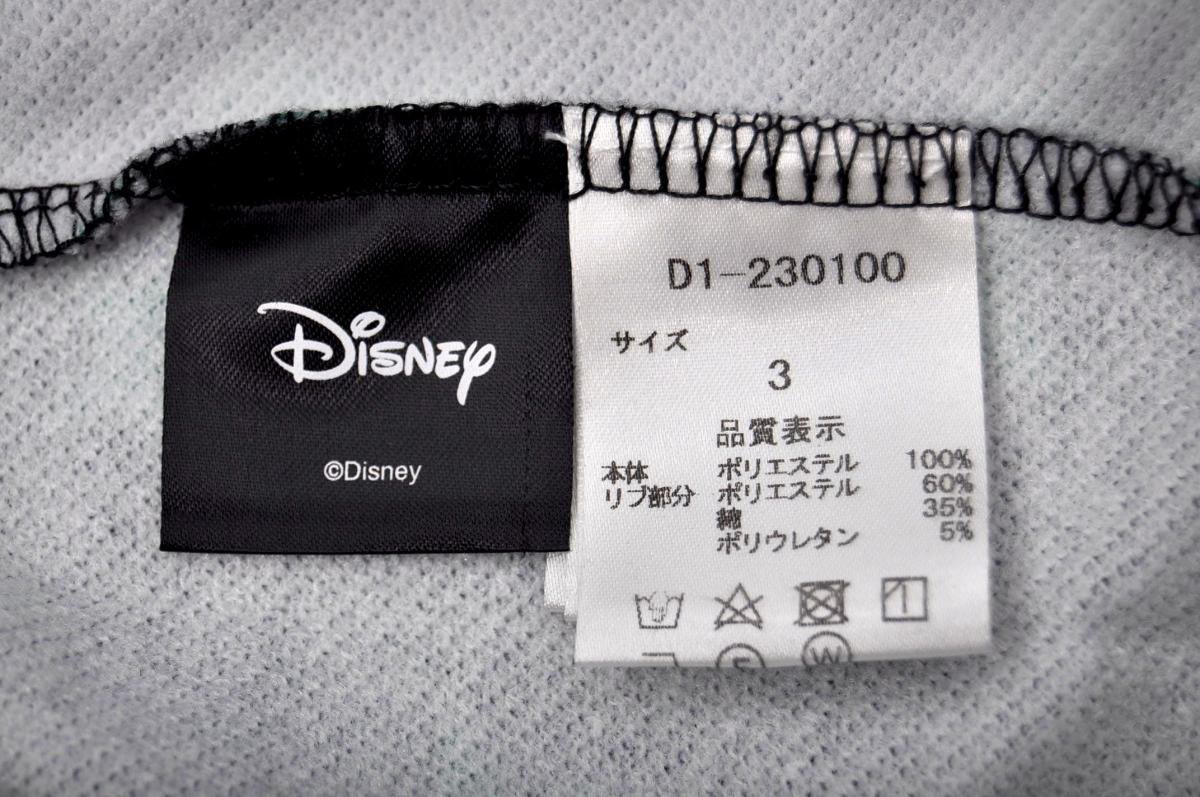 Disney
©Disney
D1-230100
サイズ
3
品質表示
本体 ポリエステル 100%
リブ部分 ポリエステル 60%
綿 35%
ポリウレタン 5%
F W